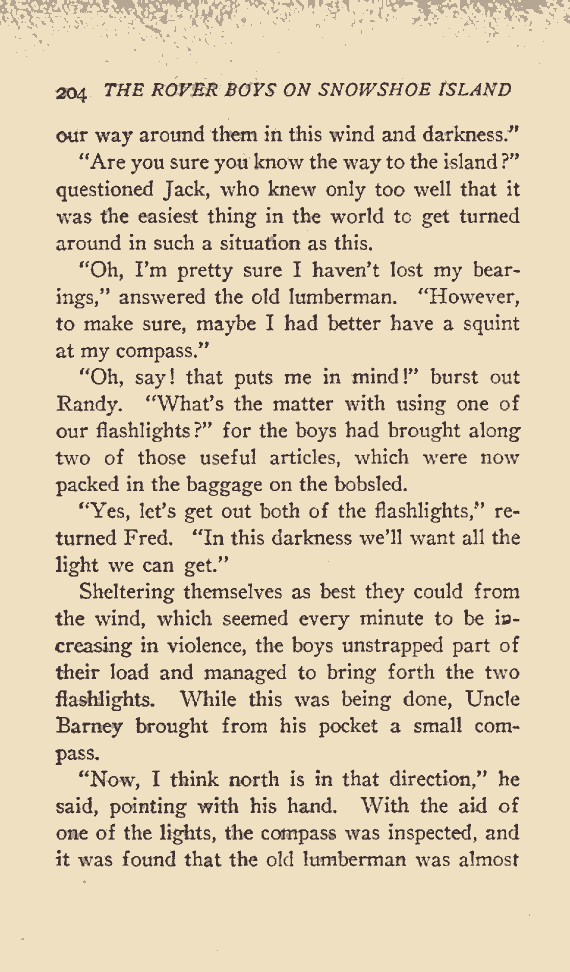 204 THE ROVER BOYS ON SNOWSHOE ISLAND
our way around them in this wind and darkness."
"Are you sure you know the way to the island?"
questioned Jack, who knew only too well that it
was the easiest thing in the world to get turned
around in such a situation as this.
"Oh, I'm pretty sure I haven't lost my bear-
ings," answered the old lumberman. "However,
to make sure, maybe I had better have a squint
at my compass."
"Oh, say! that puts me in mind!" burst out
Randy. "What's the matter with using one of
our flashlights?" for the boys had brought along
two of those useful articles, which were now
packed in the baggage on the bobsled.
"Yes, let's get out both of the flashlights," re-
turned Fred. "In this darkness we'll want all the
light we can get."
Sheltering themselves as best they could from
the wind, which seemed every minute to be in-
creasing in violence, the boys unstrapped part of
their load and managed to bring forth the two
flashlights. While this was being done, Uncle
Barney brought from his pocket a small com-
pass.
"Now, I think north is in that direction," he
said, pointing with his hand. With the aid of
one of the lights, the compass was inspected, and
it was found that the old lumberman was almost